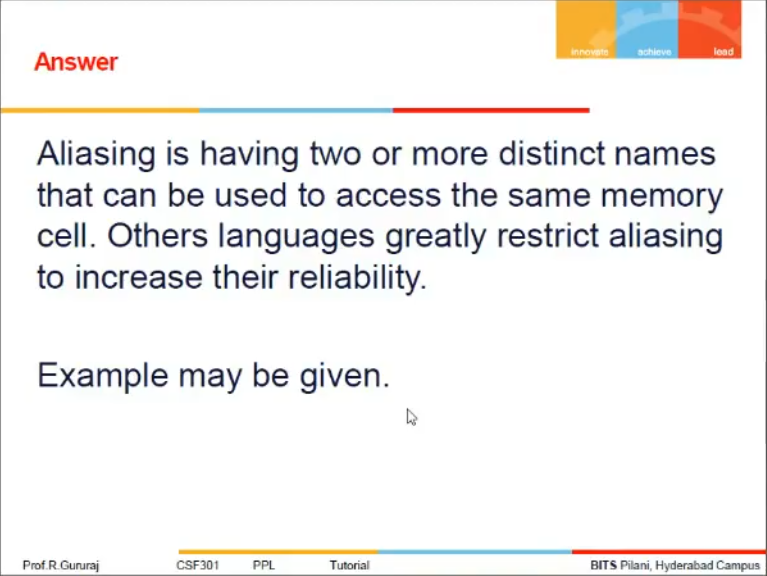 innovate achieve lead
Answer
Aliasing is having two or more distinct names
that can be used to access the same memory
cell. Others languages greatly restrict aliasing
to increase their reliability.
Example may be given.
Prof.R.Gururaj CSF301 PPL Tutorial BITS Pilani, Hyderabad Campus